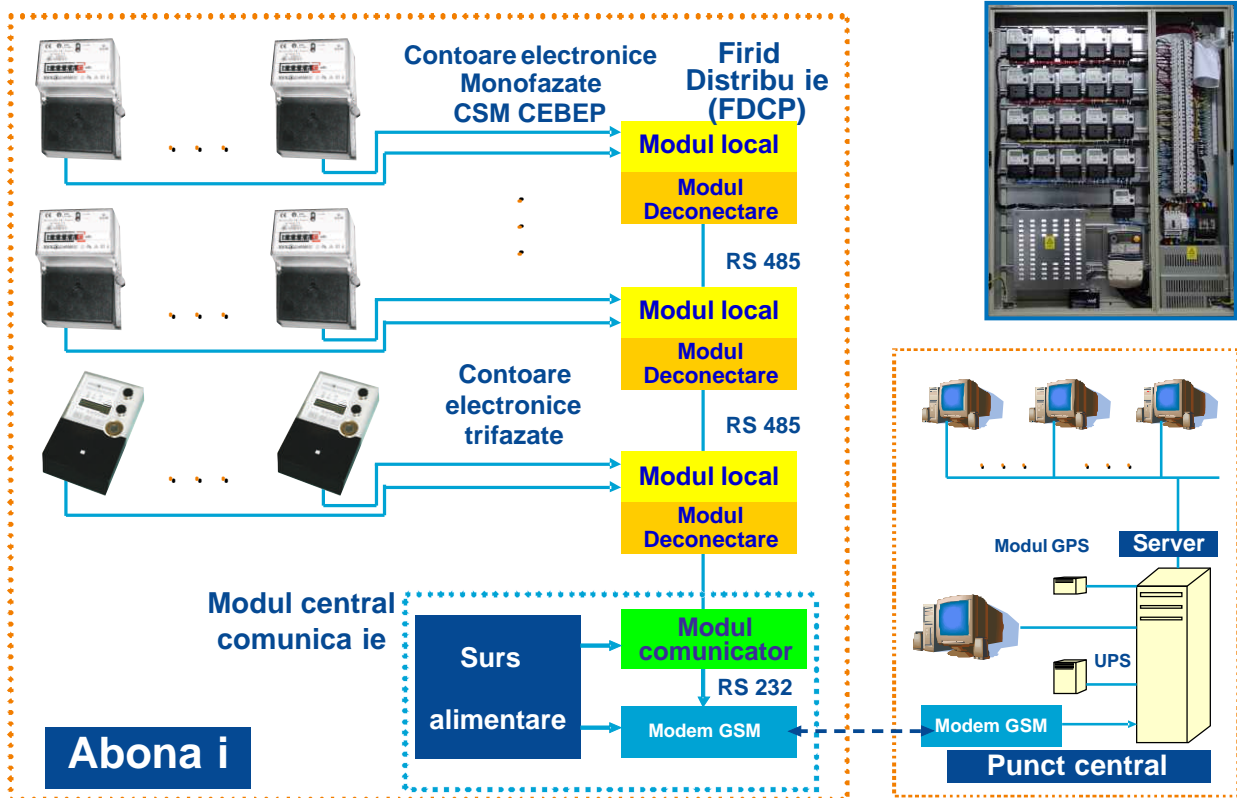 Contoare electronice
Monofazate
CSM CEBEP
Firid
Distribu ie
(FDCP)
Modul local
Modul
Deconectare
RS 485
Modul local
Modul
Deconectare
Contoare
electronice
trifazate
RS 485
Modul local
Modul
Deconectare
Modul central
comunica ie
Surs
alimentare
Modul
comunicator
RS 232
Modem GSM
Abona i
Modul GPS
Server
UPS
Modem GSM
Punct central